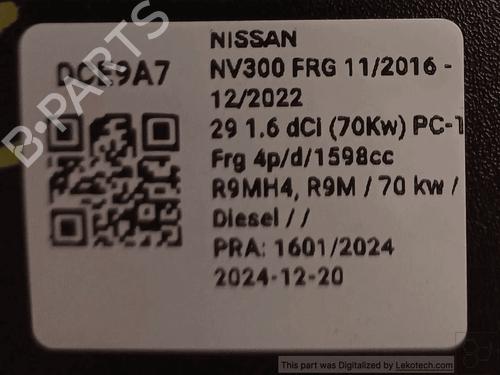 NISSAN
DCF9A7
NV300 FRG 11/2016 -
12/2022
29 1.6 dCi (70Kw) PC-1
Frg 4p/d/1598cc
R9MH4, R9M / 70 kw /
Diesel / /
PRA: 1601/2024
2024-12-20
B-PARTS
This part was Digitalized by Lekotech.com